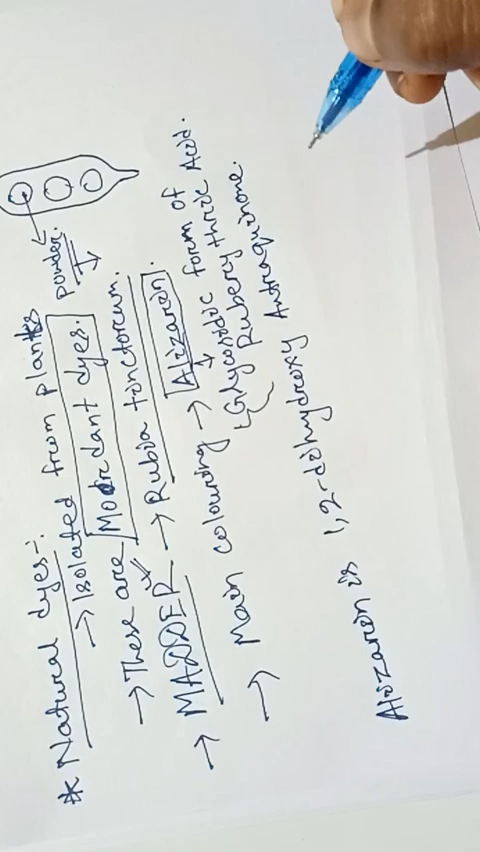 * Natural dyes:-
→ Isolated from plants
powder.
→ These are Mordant dyes.
→ MADDER → Rubia tinctorum.
→ Main colouring → Alizarin.
Glycosidic form of
Ruberythric Acid.
Alizarin is 1,2-dihydroxy Antraquinone.